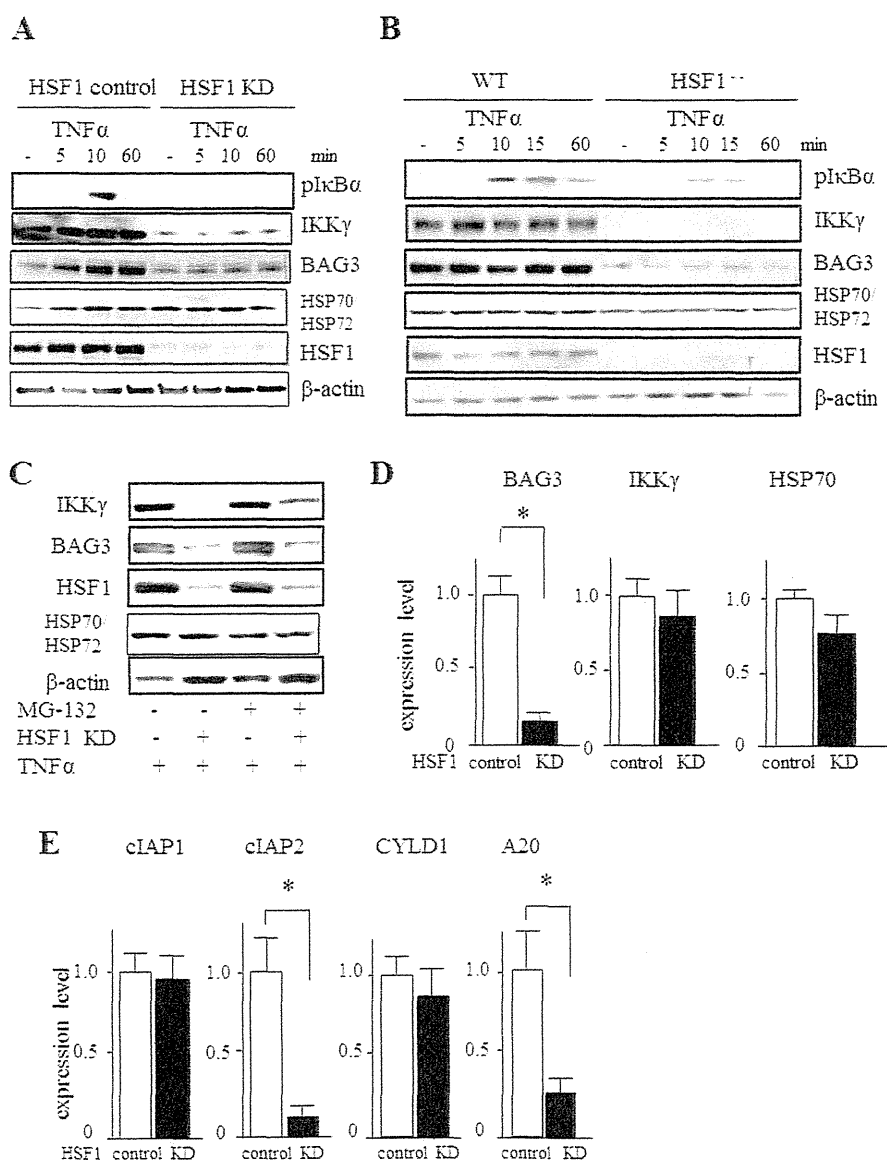 A
HSF1 control HSF1 KD
TNFα TNFα
- 5 10 60 - 5 10 60 min
pIκBα
IKKγ
BAG3
HSP70/
HSP72
HSF1
β-actin
B
WT HSF1--
TNFα TNFα
- 5 10 15 60 - 5 10 15 60 min
pIκBα
IKKγ
BAG3
HSP70/
HSP72
HSF1
β-actin
C
IKKγ
BAG3
HSF1
HSP70/
HSP72
β-actin
MG-132 - - + +
HSF1 KD - + - +
TNFα + + + +
D
BAG3 IKKγ HSP70
*
expression level
1.0 1.0 1.0
0.5 0.5 0.5
0 0 0
HSF1 control KD control KD control KD
E
cIAP1 cIAP2 CYLD1 A20
* *
expression level
1.0 1.0 1.0 1.0
0.5 0.5 0.5 0.5
0 0 0 0
HSF1 control KD control KD control KD control KD